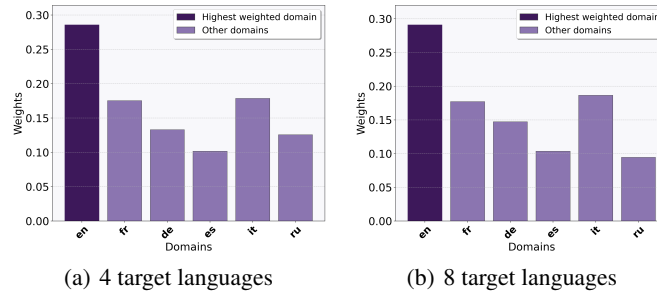 Highest weighted domain
Other domains
0.30
0.25
0.20
0.15
0.10
0.05
0.00
Weights
en fr de es it ru
Domains
(a) 4 target languages
Highest weighted domain
Other domains
0.30
0.25
0.20
0.15
0.10
0.05
0.00
Weights
en fr de es it ru
Domains
(b) 8 target languages